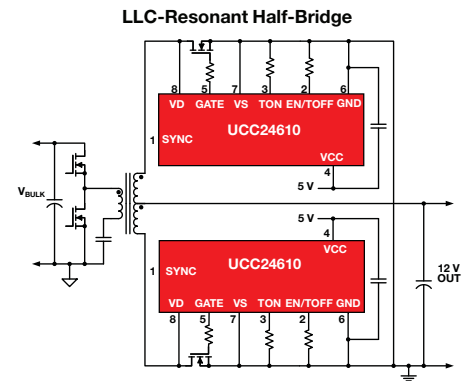 LLC-Resonant Half-Bridge
8 5 7 3 2 6
VD GATE VS TON EN/TOFF GND
1 SYNC
UCC24610
VCC
4
5 V
V_BULK
5 V
4
VCC
UCC24610
1 SYNC
VD GATE VS TON EN/TOFF GND
8 5 7 3 2 6
12 V
OUT